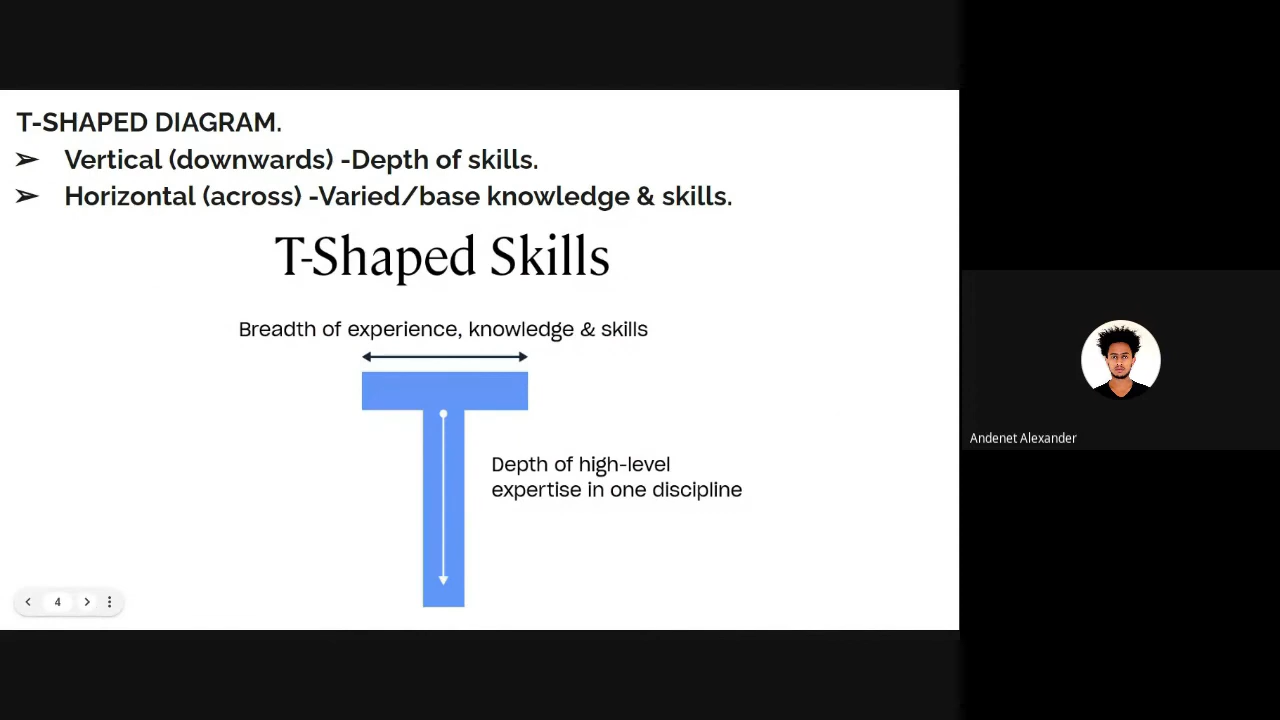 T-SHAPED DIAGRAM.
➢ Vertical (downwards) -Depth of skills.
➢ Horizontal (across) -Varied/base knowledge & skills.
T-Shaped Skills
Breadth of experience, knowledge & skills
Depth of high-level
expertise in one discipline
4
Andenet Alexander